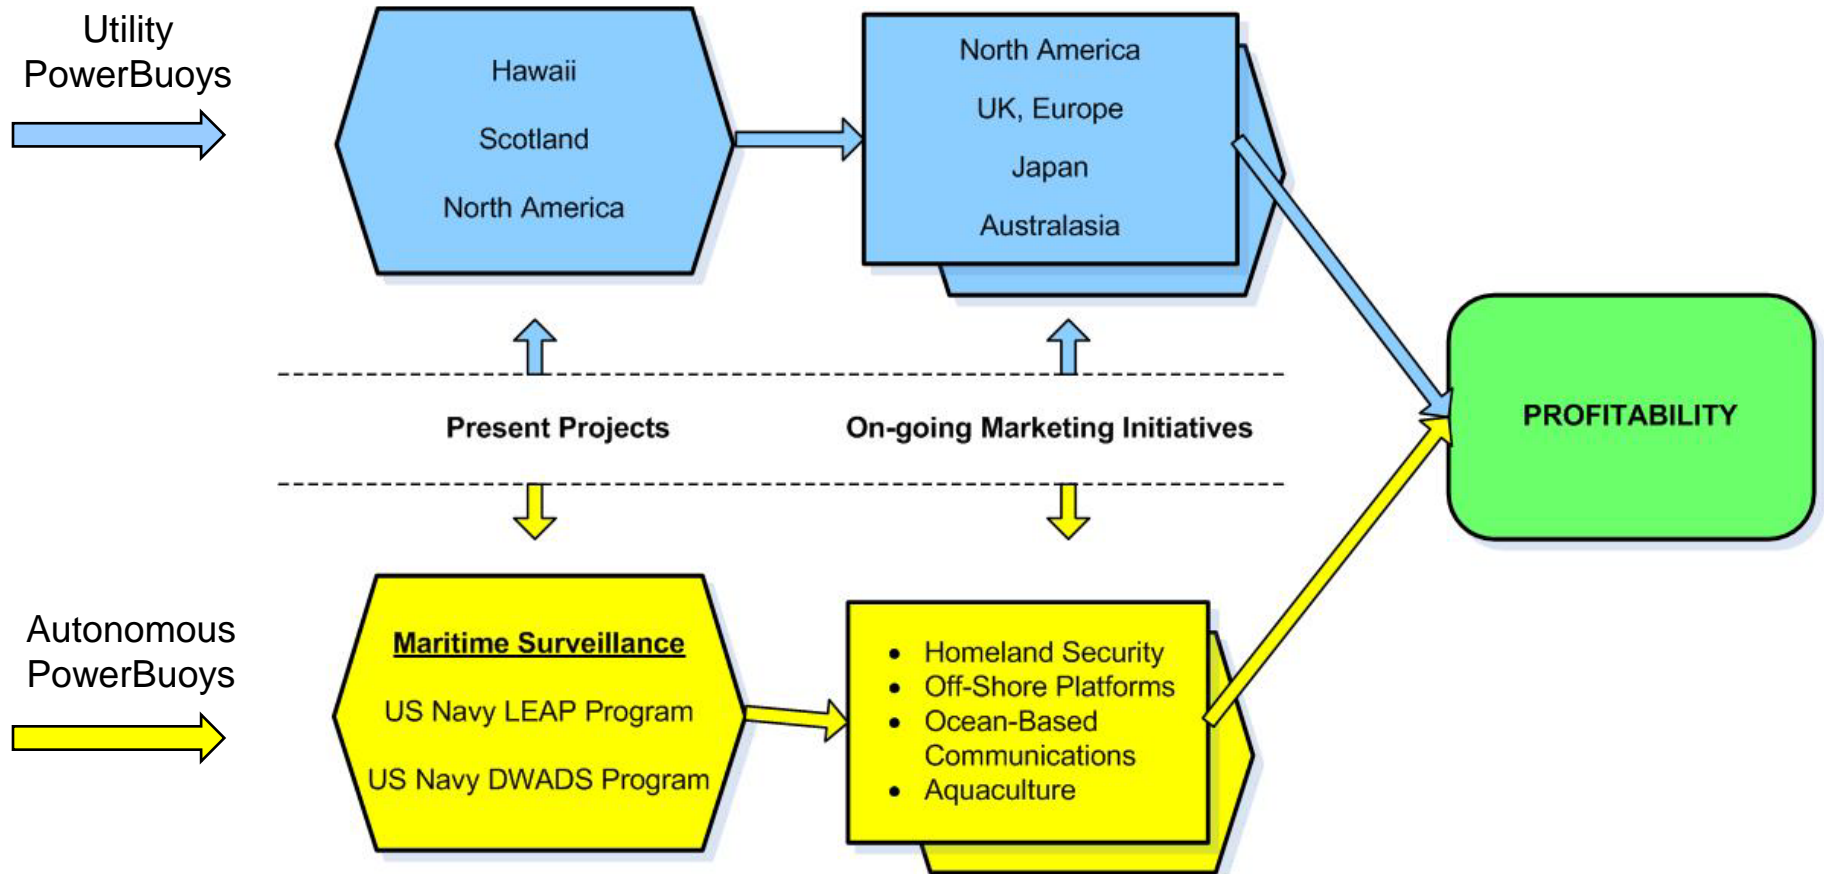 Utility
PowerBuoys
Hawaii
Scotland
North America
North America
UK, Europe
Japan
Australasia
Present Projects
On-going Marketing Initiatives
PROFITABILITY
Autonomous
PowerBuoys
Maritime Surveillance
US Navy LEAP Program
US Navy DWADS Program
• Homeland Security
• Off-Shore Platforms
• Ocean-Based
Communications
• Aquaculture